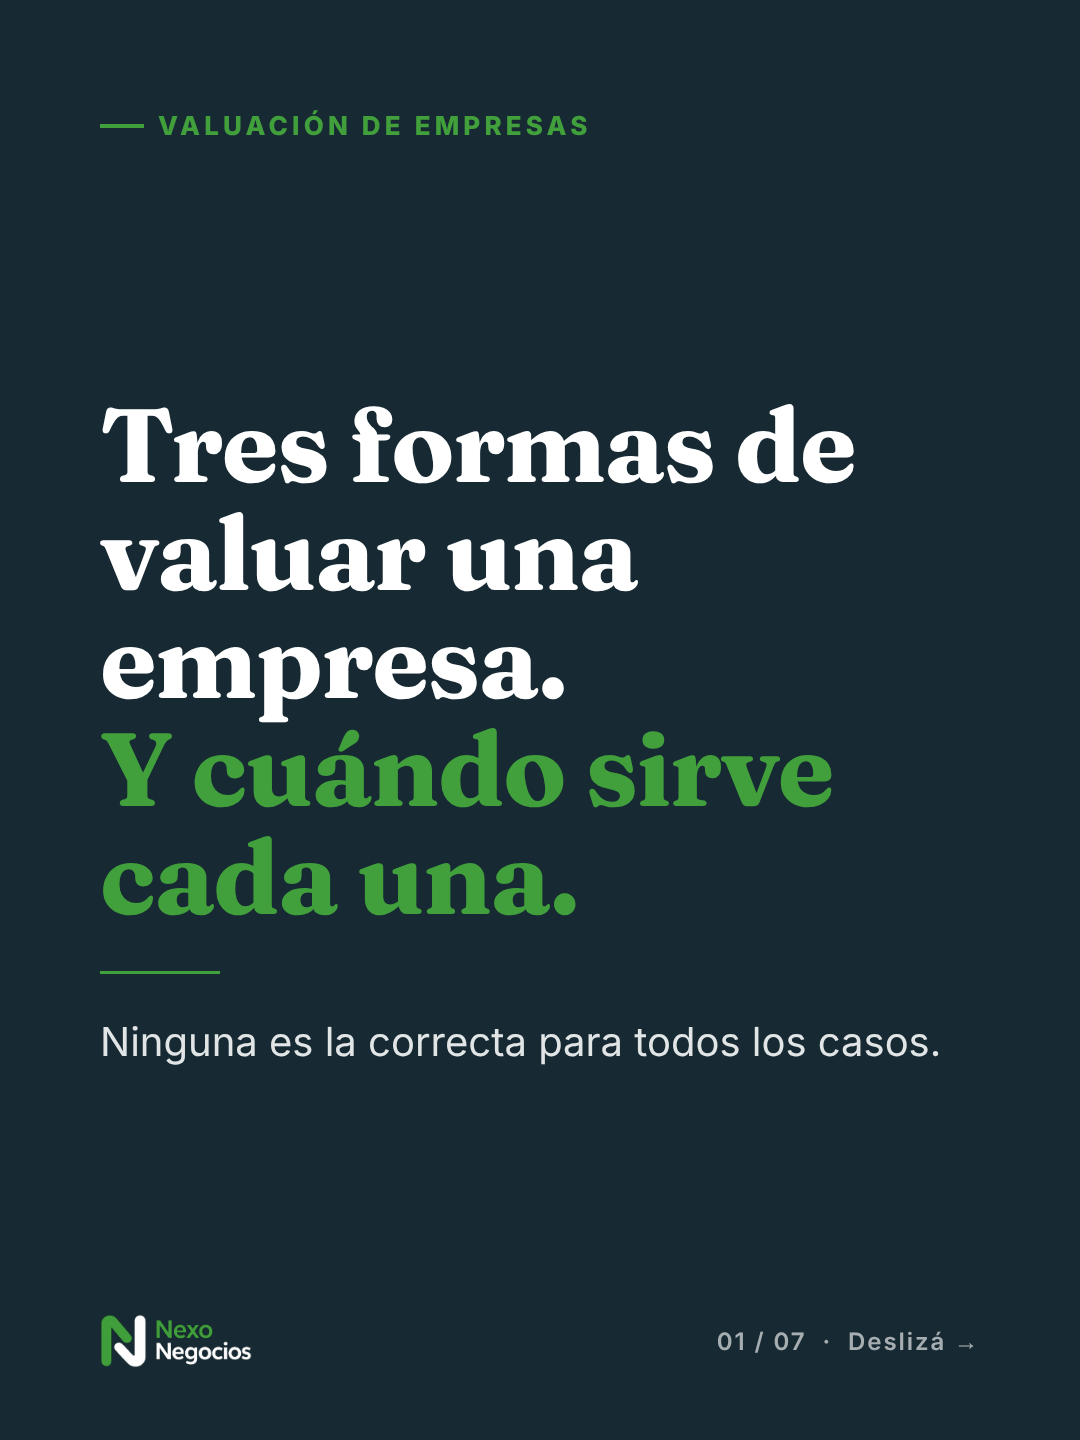 VALUACIÓN DE EMPRESAS
Tres formas de
valuar una
empresa.
Y cuándo sirve
cada una.
Ninguna es la correcta para todos los casos.
Nexo
Negocios
01 / 07 · Deslizá →